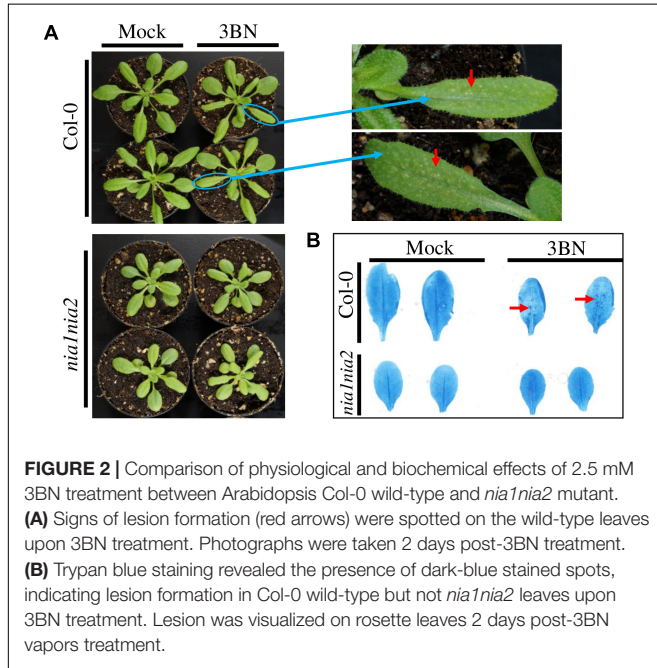 A
Mock
3BN
Col-0
nia1nia2
B
Mock
3BN
Col-0
nia1nia2
FIGURE 2 | Comparison of physiological and biochemical effects of 2.5 mM
3BN treatment between Arabidopsis Col-0 wild-type and nia1nia2 mutant.
(A) Signs of lesion formation (red arrows) were spotted on the wild-type leaves
upon 3BN treatment. Photographs were taken 2 days post-3BN treatment.
(B) Trypan blue staining revealed the presence of dark-blue stained spots,
indicating lesion formation in Col-0 wild-type but not nia1nia2 leaves upon
3BN treatment. Lesion was visualized on rosette leaves 2 days post-3BN
vapors treatment.